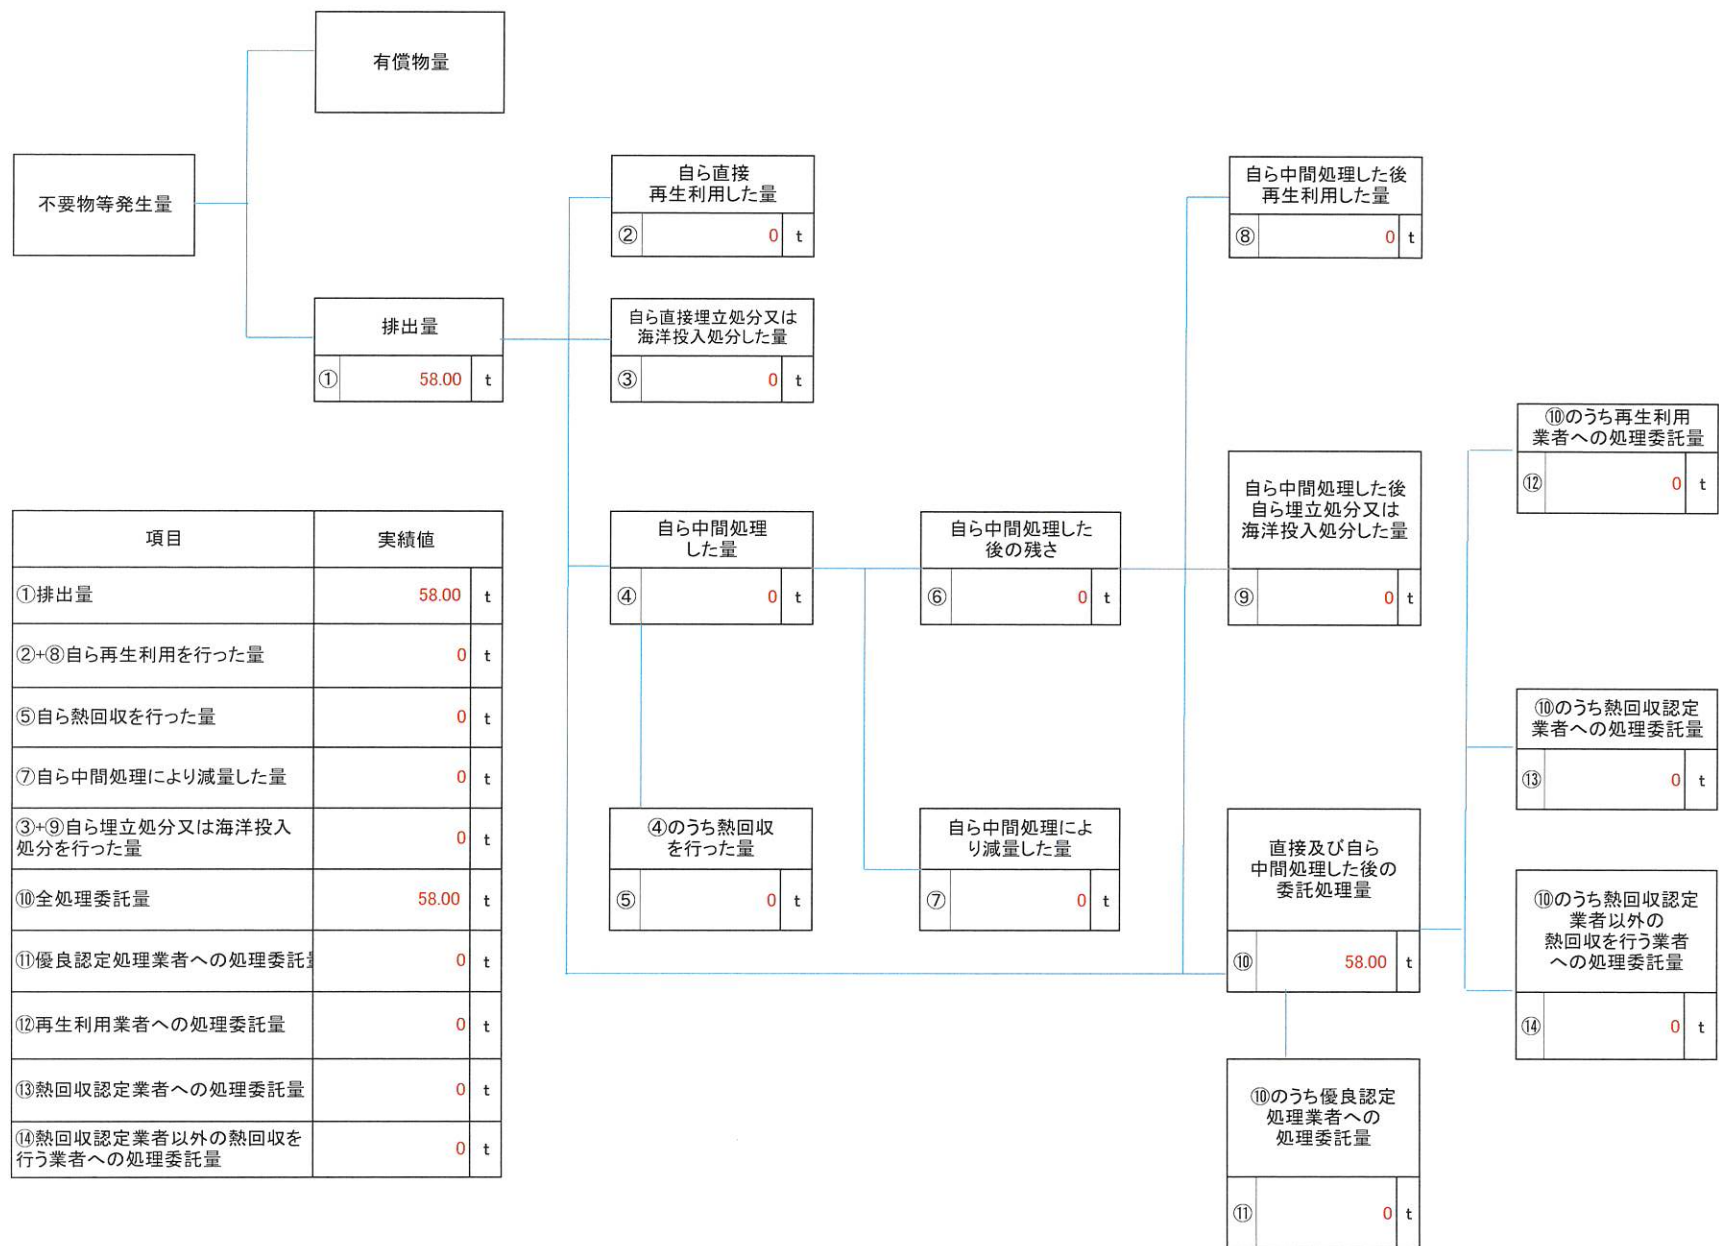 有償物量
不要物等発生量
自ら直接
再生利用した量
② 0 t
自ら中間処理した後
再生利用した量
⑧ 0 t
排出量
① 58.00 t
自ら直接埋立処分又は
海洋投入処分した量
③ 0 t
⑩のうち再生利用
業者への処理委託量
⑫ 0 t
自ら中間処理した後
自ら埋立処分又は
海洋投入処分した量
⑨ 0 t
自ら中間処理
した量
④ 0 t
自ら中間処理した
後の残さ
⑥ 0 t
⑩のうち熱回収認定
業者への処理委託量
⑬ 0 t
④のうち熱回収
を行った量
⑤ 0 t
自ら中間処理によ
り減量した量
⑦ 0 t
直接及び自ら
中間処理した後の
委託処理量
⑩ 58.00 t
⑩のうち熱回収認定
業者以外の
熱回収を行う業者
への処理委託量
⑭ 0 t
⑩のうち優良認定
処理業者への
処理委託量
⑪ 0 t
項目 実績値
①排出量 58.00 t
②+⑧自ら再生利用を行った量 0 t
⑤自ら熱回収を行った量 0 t
⑦自ら中間処理により減量した量 0 t
③+⑨自ら埋立処分又は海洋投入
処分を行った量 0 t
⑩全処理委託量 58.00 t
⑪優良認定処理業者への処理委託 0 t
⑫再生利用業者への処理委託量 0 t
⑬熱回収認定業者への処理委託量 0 t
⑭熱回収認定業者以外の熱回収を
行う業者への処理委託量 0 t